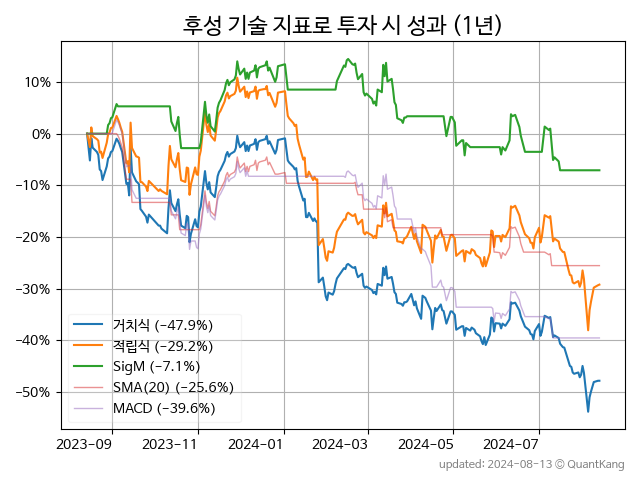 후성 기술 지표로 투자 시 성과 (1년)
10%
0%
−10%
−20%
−30%
−40%
−50%
거치식 (−47.9%)
적립식 (−29.2%)
SigM (−7.1%)
SMA(20) (−25.6%)
MACD (−39.6%)
2023-09 2023-11 2024-01 2024-03 2024-05 2024-07
updated: 2024-08-13 © QuantKang